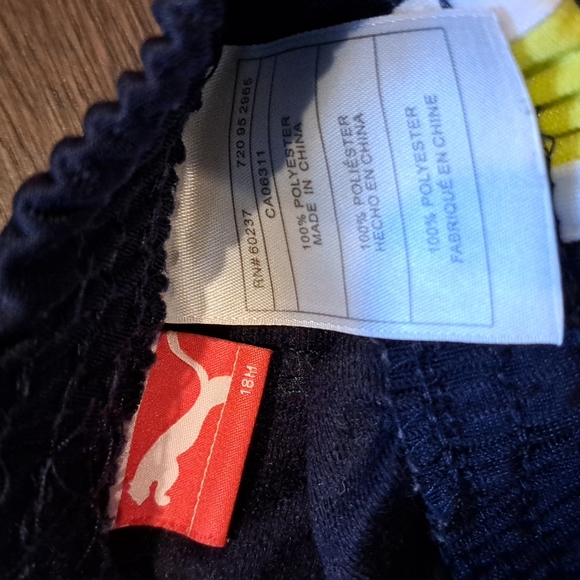 RN# 60237 720 95 2965
CA06311
100% POLYESTER
MADE IN CHINA
100% POLIÉSTER
HECHO EN CHINA
100% POLYESTER
FABRIQUÉ EN CHINE
18M